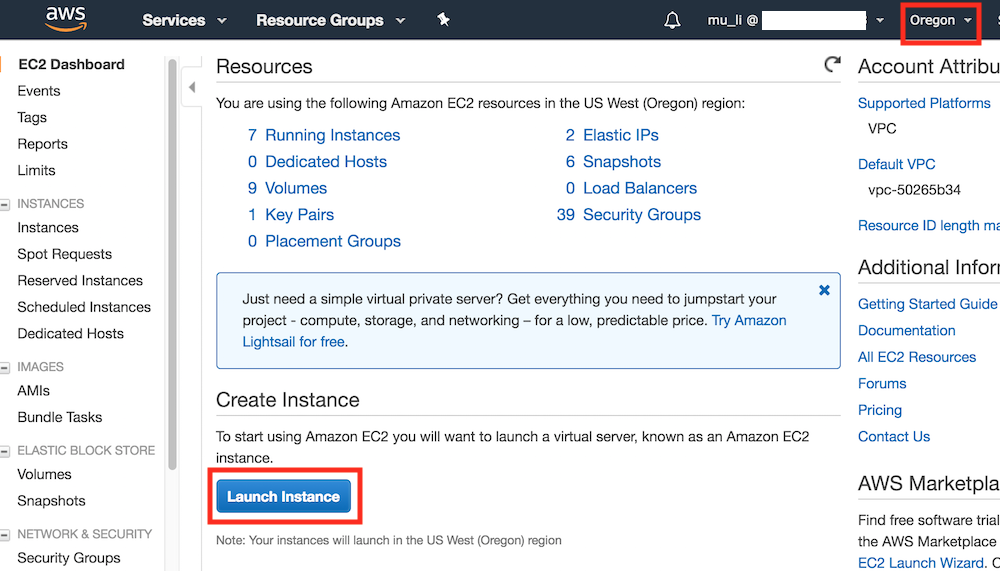 aws Services Resource Groups mu_li @ Oregon
EC2 Dashboard
Events
Tags
Reports
Limits
INSTANCES
Instances
Spot Requests
Reserved Instances
Scheduled Instances
Dedicated Hosts
IMAGES
AMIs
Bundle Tasks
ELASTIC BLOCK STORE
Volumes
Snapshots
NETWORK & SECURITY
Security Groups
Resources
You are using the following Amazon EC2 resources in the US West (Oregon) region:
7 Running Instances
0 Dedicated Hosts
9 Volumes
1 Key Pairs
0 Placement Groups
2 Elastic IPs
6 Snapshots
0 Load Balancers
39 Security Groups
Just need a simple virtual private server? Get everything you need to jumpstart your
project - compute, storage, and networking – for a low, predictable price. Try Amazon
Lightsail for free.
Create Instance
To start using Amazon EC2 you will want to launch a virtual server, known as an Amazon EC2
instance.
Launch Instance
Note: Your instances will launch in the US West (Oregon) region
Account Attribu
Supported Platforms
VPC
Default VPC
vpc-50265b34
Resource ID length ma
Additional Infor
Getting Started Guide
Documentation
All EC2 Resources
Forums
Pricing
Contact Us
AWS Marketpla
Find free software trial
the AWS Marketplace
EC2 Launch Wizard.